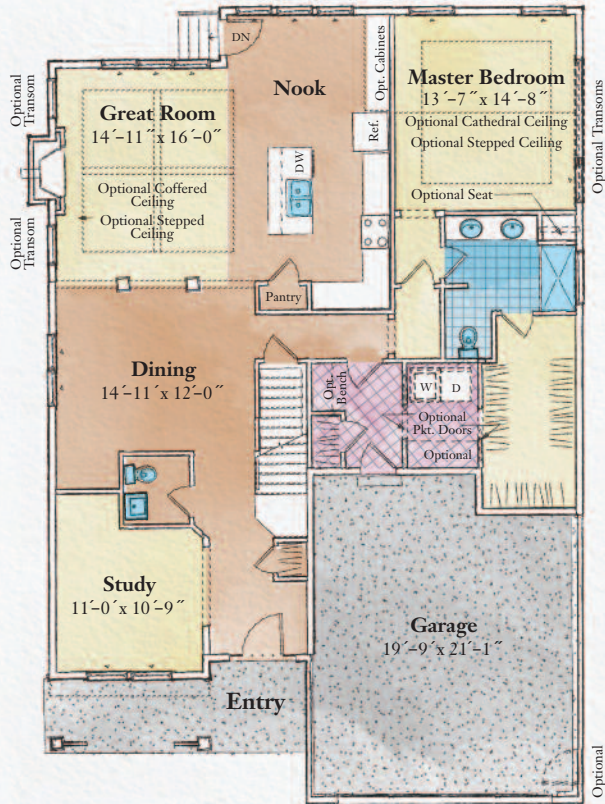 DN
Nook
Opt. Cabinets
Master Bedroom
13´-7˝ x 14´-8˝
Optional Cathedral Ceiling
Optional Stepped Ceiling
Optional Transoms
Optional
Transom
Great Room
14´-11˝ x 16´-0˝
Ref.
DW
Optional Coffered
Ceiling
Optional Stepped
Ceiling
Optional Seat
Optional
Transom
Pantry
Dining
14´-11´ x 12´-0˝
Opt.
Bench
W
D
Optional
Pkt. Doors
Optional
Study
11´-0´ x 10´-9˝
Garage
19´-9´ x 21´-1˝
Entry
Optional